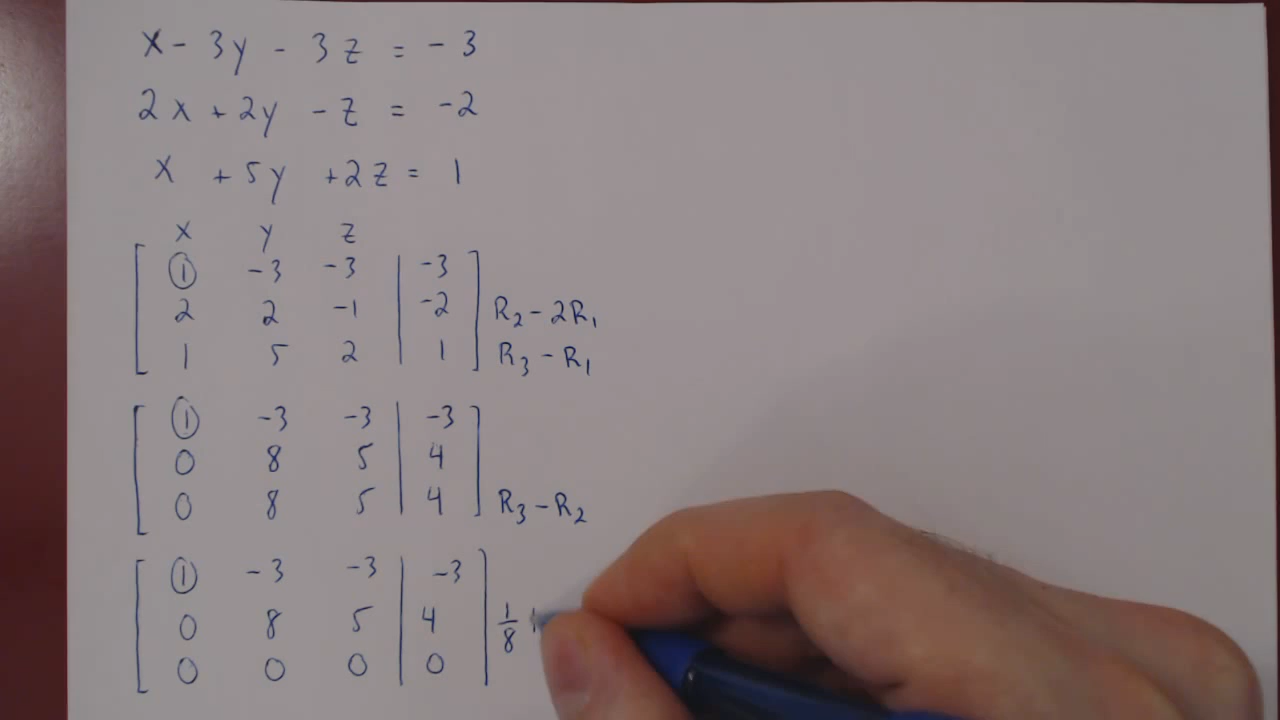 x - 3y - 3z = -3
2x + 2y - z = -2
x + 5y + 2z = 1
x y z
1 -3 -3 | -3
2 2 -1 | -2 R₂ - 2R₁
1 5 2 | 1 R₃ - R₁
1 -3 -3 | -3
0 8 5 | 4
0 8 5 | 4 R₃ - R₂
1 -3 -3 | -3
0 8 5 | 4 1/8
0 0 0 | 0